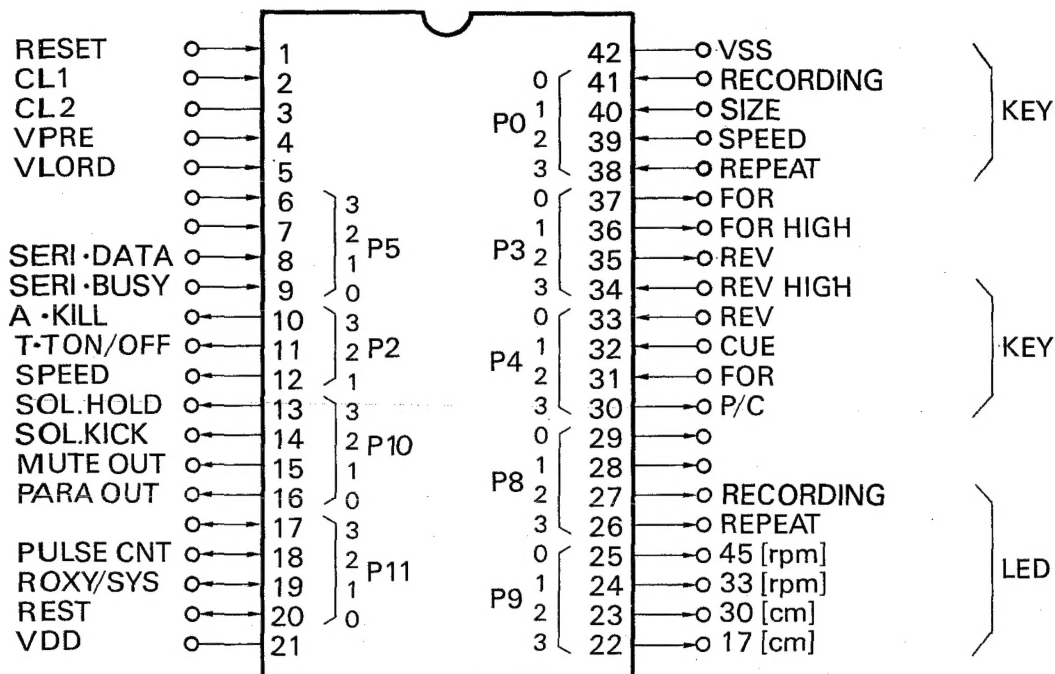 RESET 1 42 VSS
CL1 2 0 41 RECORDING
CL2 3 1 40 SIZE KEY
P0
VPRE 4 2 39 SPEED
VLORD 5 3 38 REPEAT
6 3 0 37 FOR
7 2 1 36 FOR HIGH
P5 P3
SERI·DATA 8 1 2 35 REV
SERI·BUSY 9 0 3 34 REV HIGH
A·KILL 10 3 0 33 REV
T·TON/OFF 11 2 P2 1 32 CUE KEY
P4
SPEED 12 1 2 31 FOR
SOL.HOLD 13 3 3 30 P/C
SOL.KICK 14 2 0 29
P10
MUTE OUT 15 1 1 28
P8
PARA OUT 16 0 2 27 RECORDING
17 3 3 26 REPEAT
PULSE CNT 18 2 0 25 45 [rpm] LED
P11
ROXY/SYS 19 1 1 24 33 [rpm]
P9
REST 20 0 2 23 30 [cm]
VDD 21 3 22 17 [cm]